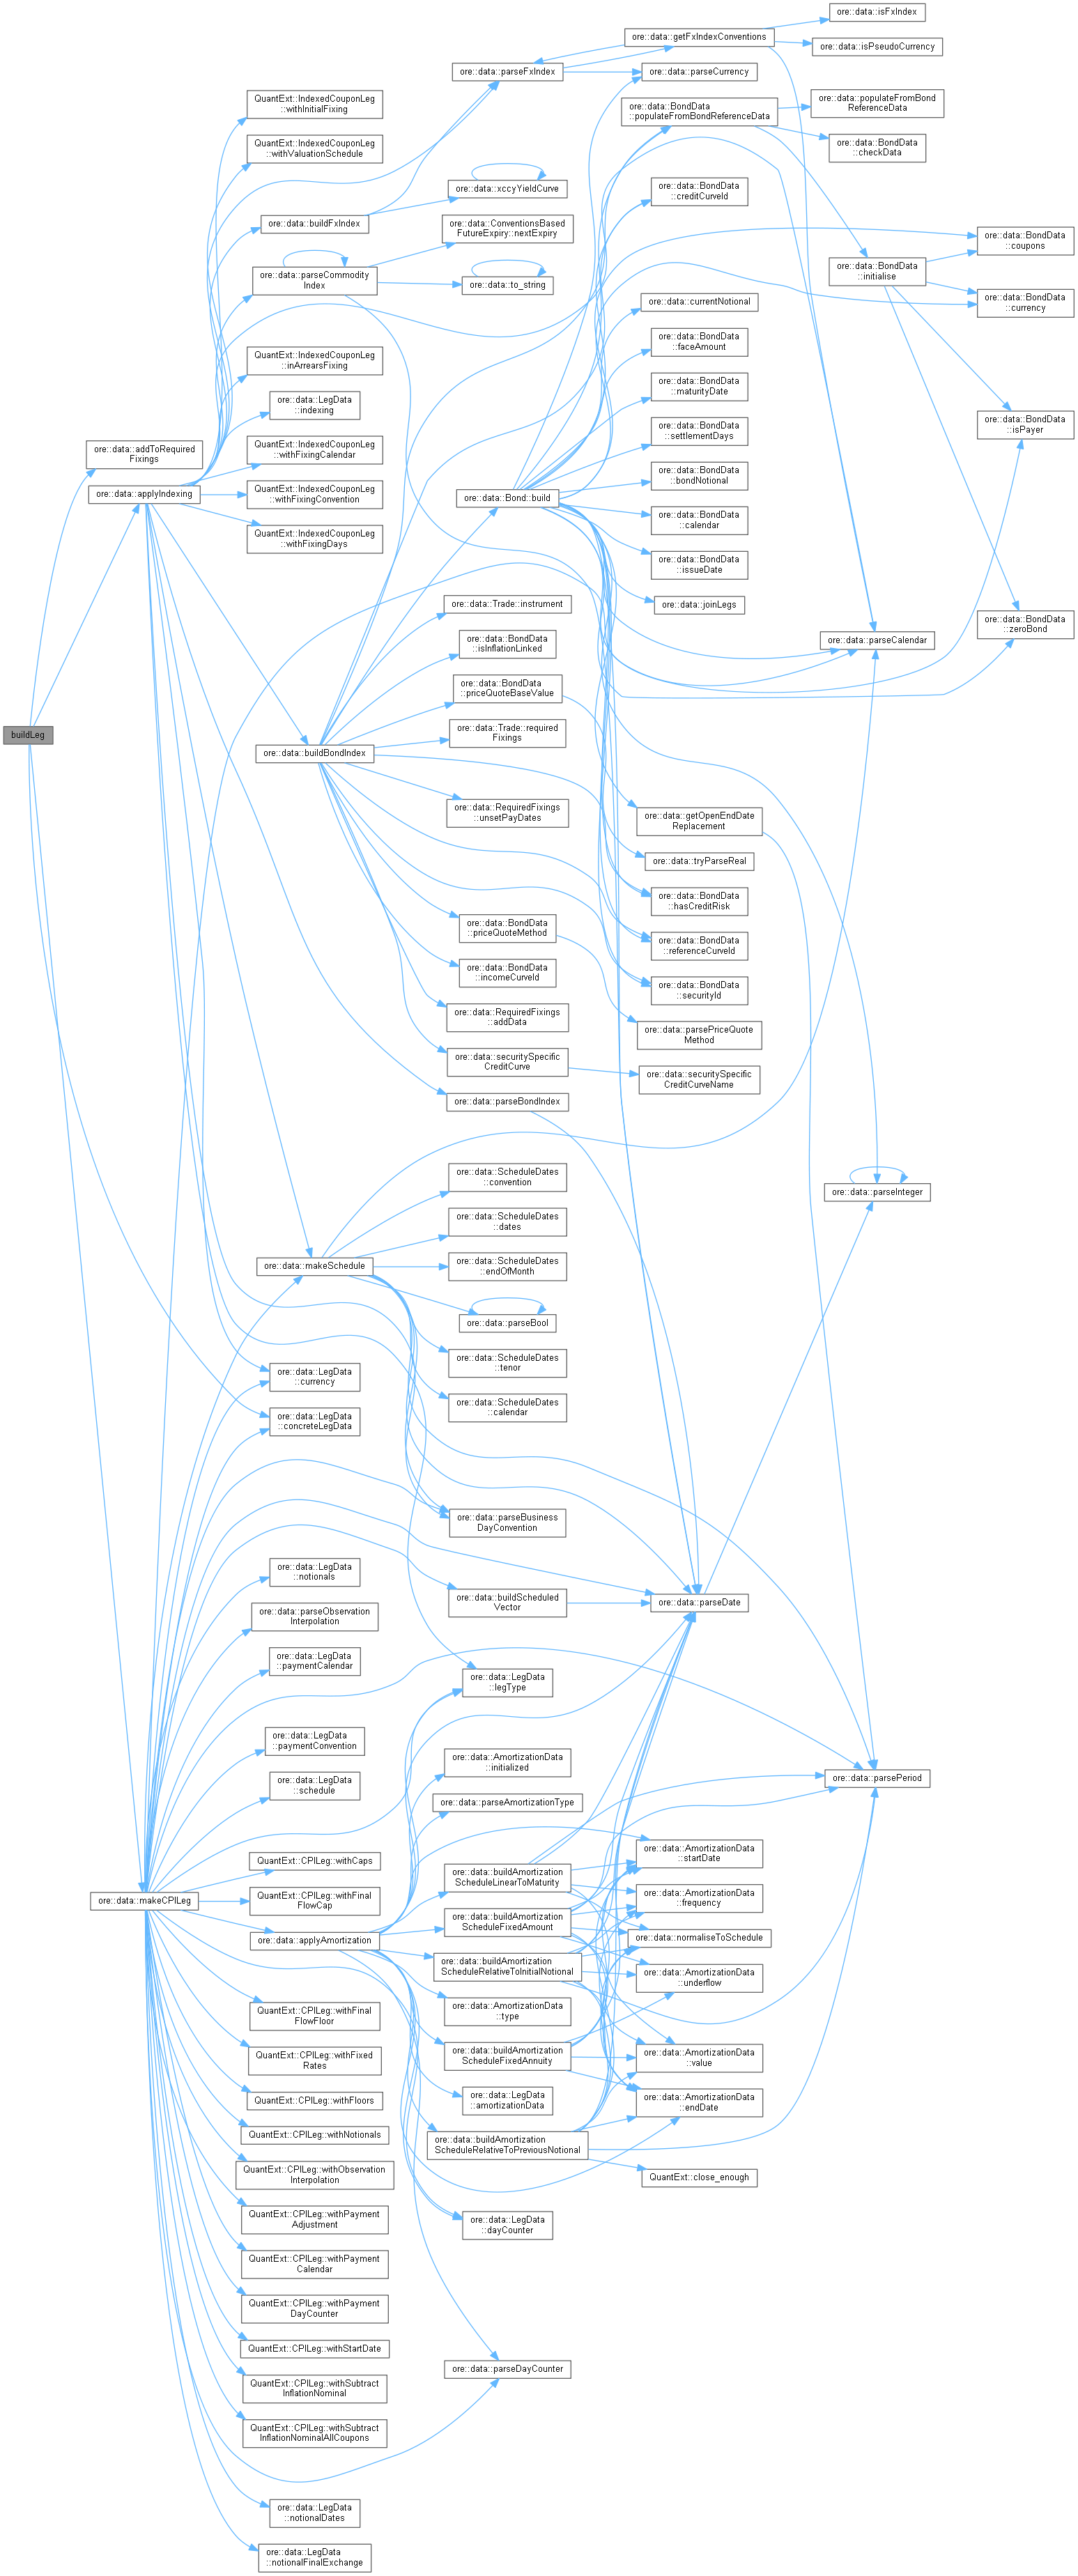 buildLeg
ore::data::addToRequired
Fixings
ore::data::applyIndexing
ore::data::makeCPILeg
QuantExt::IndexedCouponLeg
::withInitialFixing
QuantExt::IndexedCouponLeg
::withValuationSchedule
ore::data::buildFxIndex
ore::data::parseCommodity
Index
QuantExt::IndexedCouponLeg
::inArrearsFixing
ore::data::LegData
::indexing
QuantExt::IndexedCouponLeg
::withFixingCalendar
QuantExt::IndexedCouponLeg
::withFixingConvention
QuantExt::IndexedCouponLeg
::withFixingDays
ore::data::buildBondIndex
ore::data::makeSchedule
ore::data::LegData
::currency
ore::data::LegData
::concreteLegData
ore::data::LegData
::notionals
ore::data::parseObservation
Interpolation
ore::data::LegData
::paymentCalendar
ore::data::LegData
::paymentConvention
ore::data::LegData
::schedule
QuantExt::CPILeg::withCaps
QuantExt::CPILeg::withFinal
FlowCap
ore::data::applyAmortization
QuantExt::CPILeg::withFinal
FlowFloor
QuantExt::CPILeg::withFixed
Rates
QuantExt::CPILeg::withFloors
QuantExt::CPILeg::withNotionals
QuantExt::CPILeg::withObservation
Interpolation
QuantExt::CPILeg::withPayment
Adjustment
QuantExt::CPILeg::withPayment
Calendar
QuantExt::CPILeg::withPayment
DayCounter
QuantExt::CPILeg::withStartDate
QuantExt::CPILeg::withSubtract
InflationNominal
QuantExt::CPILeg::withSubtract
InflationNominalAllCoupons
ore::data::LegData
::notionalDates
ore::data::LegData
::notionalFinalExchange
ore::data::parseFxIndex
ore::data::xccyYieldCurve
ore::data::ConventionsBased
FutureExpiry::nextExpiry
ore::data::to_string
ore::data::Bond::build
ore::data::Trade::instrument
ore::data::BondData
::isInflationLinked
ore::data::BondData
::priceQuoteBaseValue
ore::data::Trade::required
Fixings
ore::data::RequiredFixings
::unsetPayDates
ore::data::BondData
::priceQuoteMethod
ore::data::BondData
::incomeCurveId
ore::data::RequiredFixings
::addData
ore::data::securitySpecific
CreditCurve
ore::data::parseBondIndex
ore::data::ScheduleDates
::convention
ore::data::ScheduleDates
::dates
ore::data::ScheduleDates
::endOfMonth
ore::data::parseBool
ore::data::ScheduleDates
::tenor
ore::data::ScheduleDates
::calendar
ore::data::parseBusiness
DayConvention
ore::data::buildScheduled
Vector
ore::data::LegData
::legType
ore::data::AmortizationData
::initialized
ore::data::parseAmortizationType
ore::data::buildAmortization
ScheduleLinearToMaturity
ore::data::buildAmortization
ScheduleFixedAmount
ore::data::buildAmortization
ScheduleRelativeToInitialNotional
ore::data::AmortizationData
::type
ore::data::buildAmortization
ScheduleFixedAnnuity
ore::data::LegData
::amortizationData
ore::data::buildAmortization
ScheduleRelativeToPreviousNotional
ore::data::LegData
::dayCounter
ore::data::parseDayCounter
ore::data::getFxIndexConventions
ore::data::parseCurrency
ore::data::BondData
::populateFromBondReferenceData
ore::data::BondData
::creditCurveId
ore::data::currentNotional
ore::data::BondData
::faceAmount
ore::data::BondData
::maturityDate
ore::data::BondData
::settlementDays
ore::data::BondData
::bondNotional
ore::data::BondData
::calendar
ore::data::BondData
::issueDate
ore::data::joinLegs
ore::data::getOpenEndDate
Replacement
ore::data::tryParseReal
ore::data::BondData
::hasCreditRisk
ore::data::BondData
::referenceCurveId
ore::data::BondData
::securityId
ore::data::parsePriceQuote
Method
ore::data::securitySpecific
CreditCurveName
ore::data::parseDate
ore::data::AmortizationData
::startDate
ore::data::AmortizationData
::frequency
ore::data::normaliseToSchedule
ore::data::AmortizationData
::underflow
ore::data::AmortizationData
::value
ore::data::AmortizationData
::endDate
QuantExt::close_enough
ore::data::isFxIndex
ore::data::isPseudoCurrency
ore::data::populateFromBond
ReferenceData
ore::data::BondData
::checkData
ore::data::BondData
::initialise
ore::data::parseCalendar
ore::data::parseInteger
ore::data::parsePeriod
ore::data::BondData
::coupons
ore::data::BondData
::currency
ore::data::BondData
::isPayer
ore::data::BondData
::zeroBond